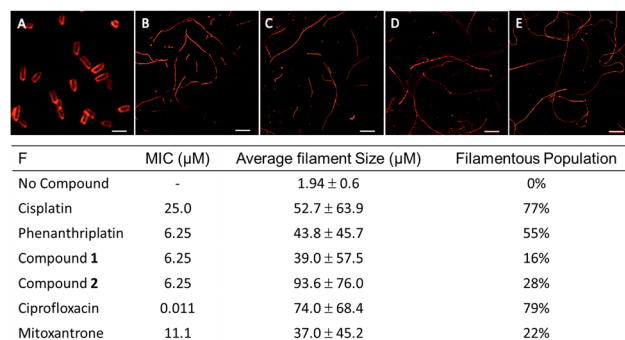 A B C D E
F MIC (μM) Average filament Size (μM) Filamentous Population
No Compound - 1.94 ± 0.6 0%
Cisplatin 25.0 52.7 ± 63.9 77%
Phenanthriplatin 6.25 43.8 ± 45.7 55%
Compound 1 6.25 39.0 ± 57.5 16%
Compound 2 6.25 93.6 ± 76.0 28%
Ciprofloxacin 0.011 74.0 ± 68.4 79%
Mitoxantrone 11.1 37.0 ± 45.2 22%